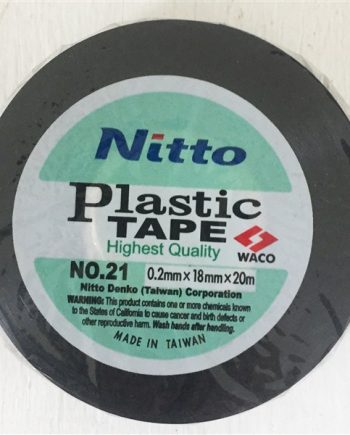 Nitto
Plastic
TAPE
Highest Quality
WACO
NO.21 0.2mm×18mm×20m
Nitto Denko (Taiwan) Corporation
WARNING: This product contains one or more chemicals known
to the States of California to cause cancer and birth defects or
other reproductive harm. Wash hands after handling.
MADE IN TAIWAN